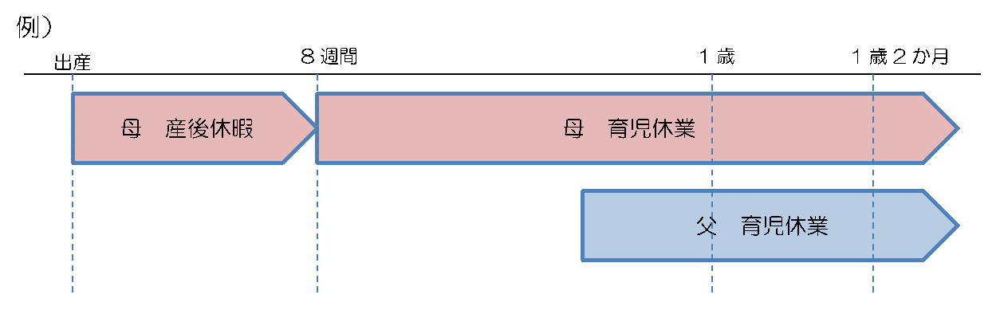 例）
出産　８週間　１歳　１歳２か月
母　産後休暇　母　育児休業
父　育児休業